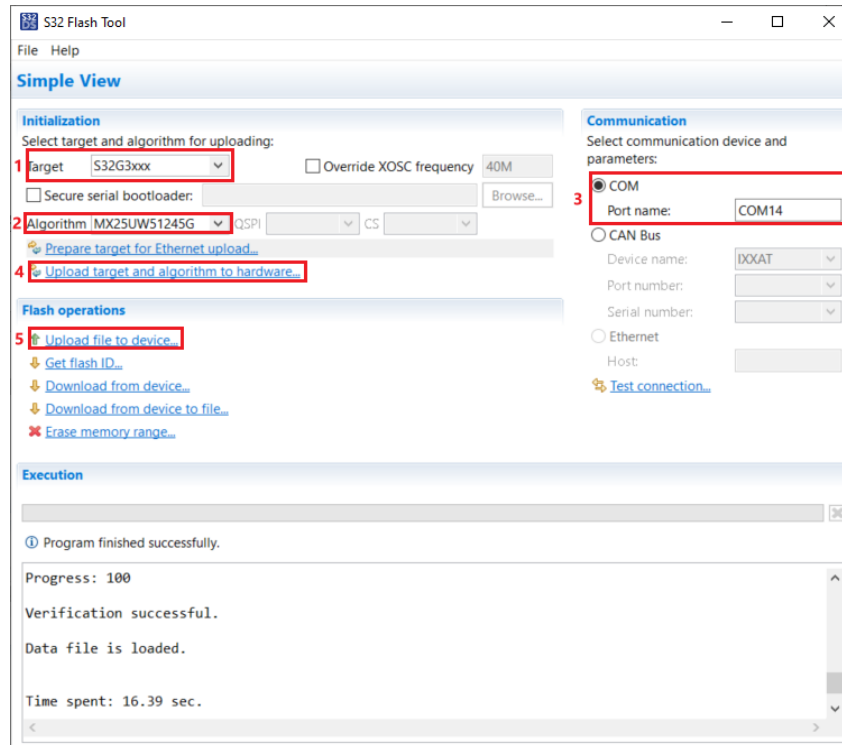 S32 Flash Tool
File Help
Simple View
Initialization
Select target and algorithm for uploading:
1 Target S32G3xxx Override XOSC frequency 40M
Secure serial bootloader: Browse...
2 Algorithm MX25UW51245G QSPI CS
Prepare target for Ethernet upload...
4 Upload target and algorithm to hardware...
Flash operations
5 Upload file to device...
Get flash ID...
Download from device...
Download from device to file...
Erase memory range...
Communication
Select communication device and
parameters:
3 COM
Port name: COM14
CAN Bus
Device name: IXXAT
Port number:
Serial number:
Ethernet
Host:
Test connection...
Execution
Program finished successfully.
Progress: 100
Verification successful.
Data file is loaded.
Time spent: 16.39 sec.